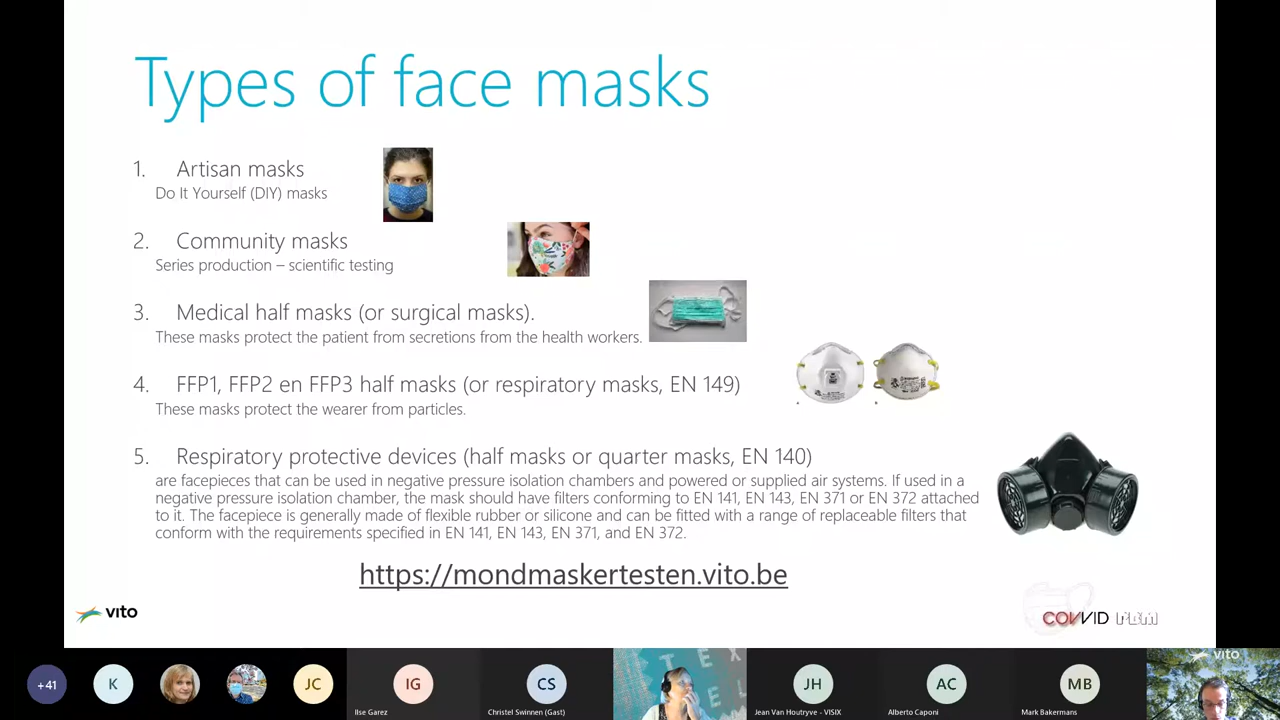 Types of face masks
1. Artisan masks
Do It Yourself (DIY) masks
2. Community masks
Series production – scientific testing
3. Medical half masks (or surgical masks).
These masks protect the patient from secretions from the health workers.
4. FFP1, FFP2 en FFP3 half masks (or respiratory masks, EN 149)
These masks protect the wearer from particles.
5. Respiratory protective devices (half masks or quarter masks, EN 140)
are facepieces that can be used in negative pressure isolation chambers and powered or supplied air systems. If used in a
negative pressure isolation chamber, the mask should have filters conforming to EN 141, EN 143, EN 371 or EN 372 attached
to it. The facepiece is generally made of flexible rubber or silicone and can be fitted with a range of replaceable filters that
conform with the requirements specified in EN 141, EN 143, EN 371, and EN 372.
https://mondmaskertesten.vito.be
vito
COVVID PBM
+41
K
JC
IG
Ilse Garez
CS
Christel Swinnen (Gast)
JH
Jean Van Houtryve - VISIX
AC
Alberto Caponi
MB
Mark Bakermans
vito